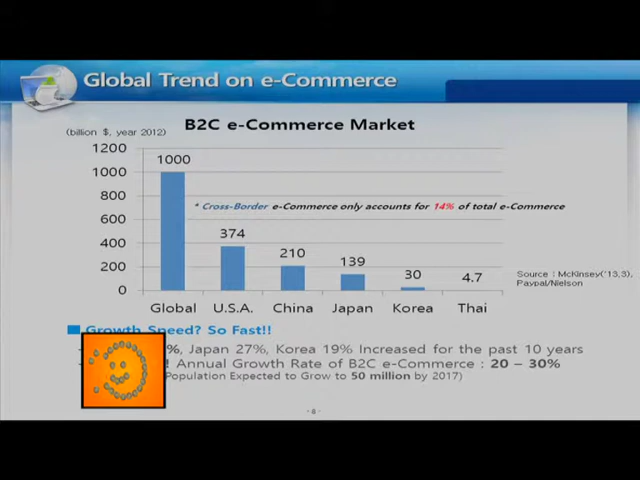 Global Trend on e-Commerce
B2C e-Commerce Market
(billion $, year 2012)
1200
1000
800
600
400
200
0
1000
374
210
139
30
4.7
* Cross-Border e-Commerce only accounts for 14% of total e-Commerce
Global U.S.A. China Japan Korea Thai
Source : McKinsey('13,3),
Paypal/Nielson
Growth Speed? So Fast!!
%, Japan 27%, Korea 19% Increased for the past 10 years
! Annual Growth Rate of B2C e-Commerce : 20 – 30%
Population Expected to Grow to 50 million by 2017)
- 8 -